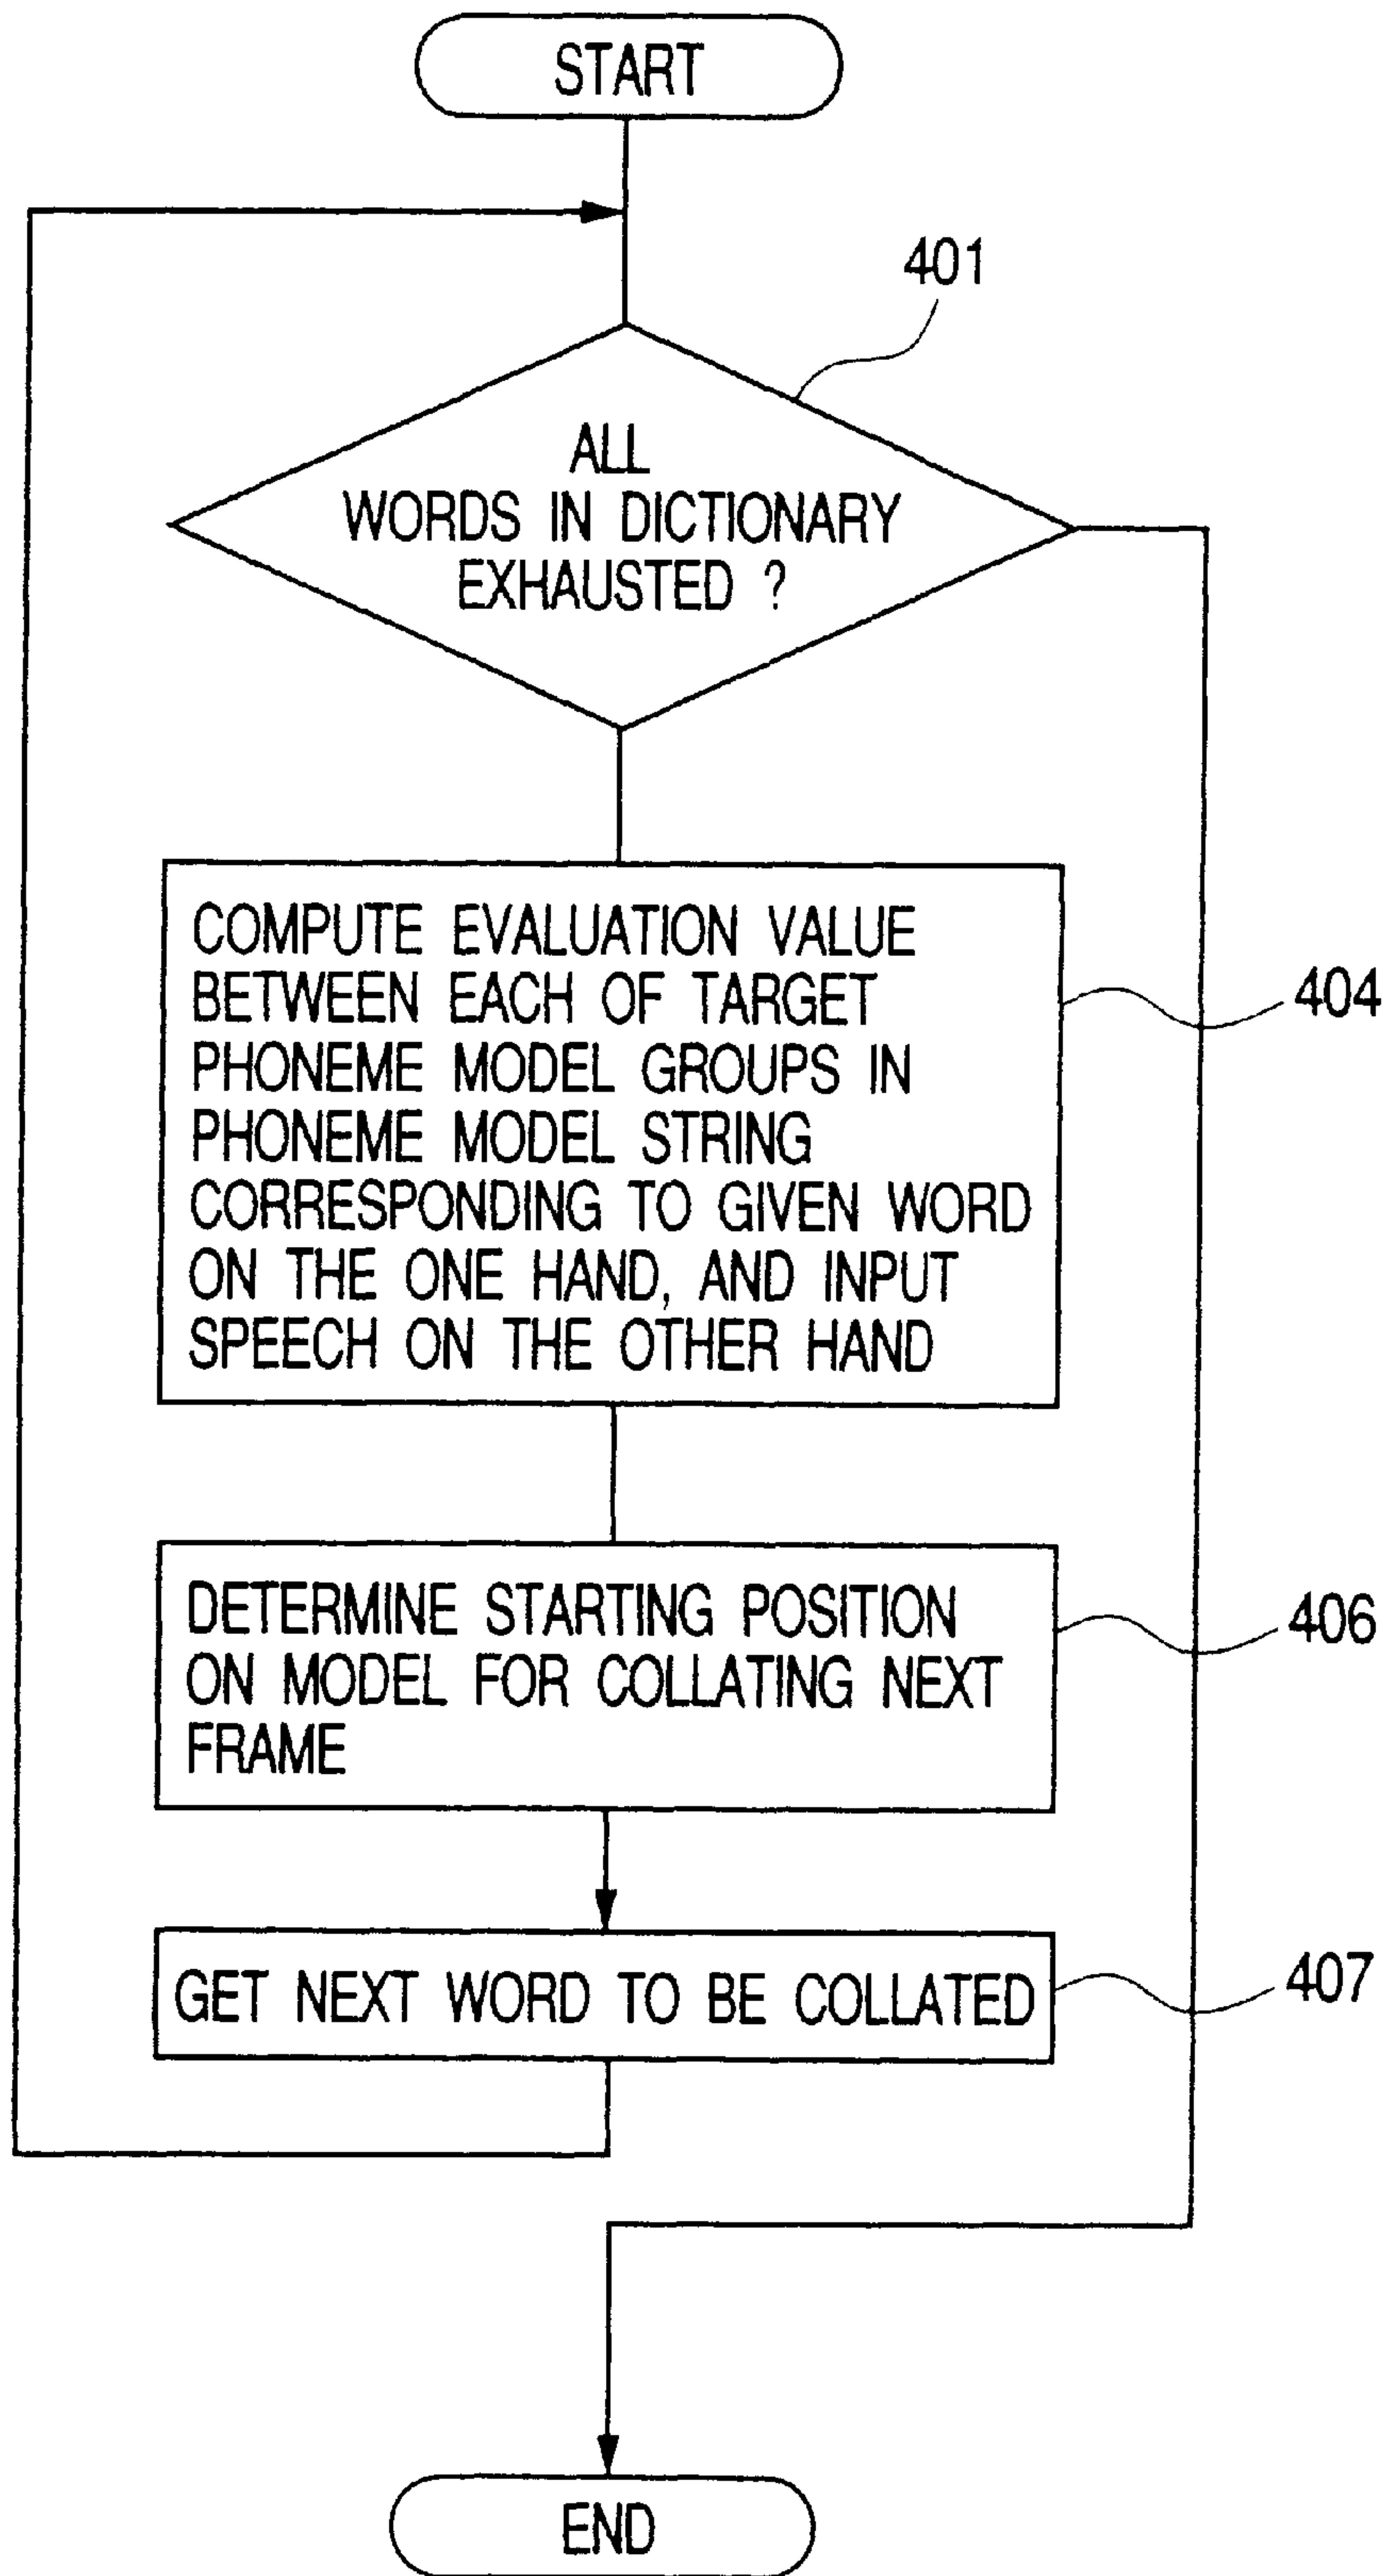 START
401
ALL
WORDS IN DICTIONARY
EXHAUSTED ?
COMPUTE EVALUATION VALUE
BETWEEN EACH OF TARGET
PHONEME MODEL GROUPS IN
PHONEME MODEL STRING
CORRESPONDING TO GIVEN WORD
ON THE ONE HAND, AND INPUT
SPEECH ON THE OTHER HAND
404
DETERMINE STARTING POSITION
ON MODEL FOR COLLATING NEXT
FRAME
406
GET NEXT WORD TO BE COLLATED
407
END